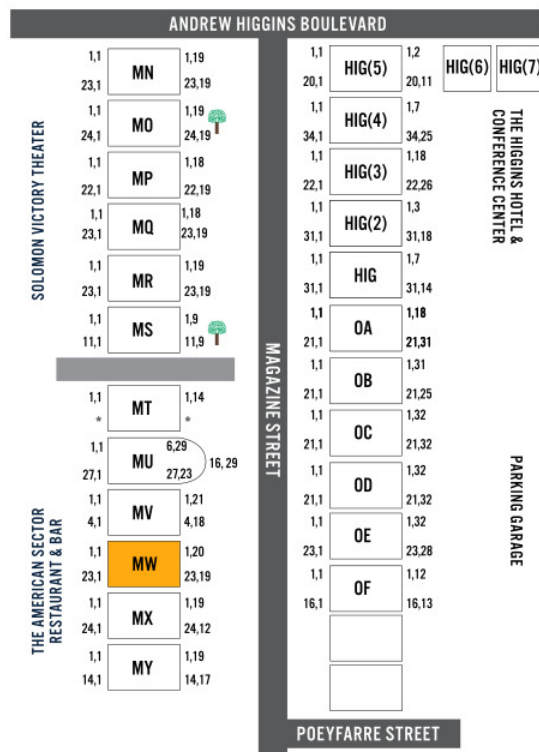 ANDREW HIGGINS BOULEVARD
1,1 MN 1,19
23,1 23,19
1,1 MO 1,19
24,1 24,19
1,1 MP 1,18
22,1 22,19
1,1 MQ 1,18
23,1 23,19
1,1 MR 1,19
23,1 23,19
1,1 MS 1,9
11,1 11,9
1,1 MT 1,14
* *
1,1 MU 6,29
16,29
27,1 27,23
1,1 MV 1,21
4,1 4,18
1,1 MW 1,20
23,1 23,19
1,1 MX 1,19
24,1 24,12
1,1 MY 1,19
14,1 14,17
SOLOMON VICTORY THEATER
THE AMERICAN SECTOR
RESTAURANT & BAR
MAGAZINE STREET
1,1 HIG(5) 1,2
20,1 20,11
HIG(6) HIG(7)
1,1 HIG(4) 1,7
34,1 34,25
1,1 HIG(3) 1,18
22,1 22,26
1,1 HIG(2) 1,3
31,1 31,18
1,1 HIG 1,7
31,1 31,14
1,1 OA 1,18
21,1 21,31
1,1 OB 1,31
21,1 21,25
1,1 OC 1,32
21,1 21,32
1,1 OD 1,32
21,1 21,32
1,1 OE 1,32
23,1 23,28
1,1 OF 1,12
16,1 16,13
THE HIGGINS HOTEL &
CONFERENCE CENTER
PARKING GARAGE
POEYFARRE STREET